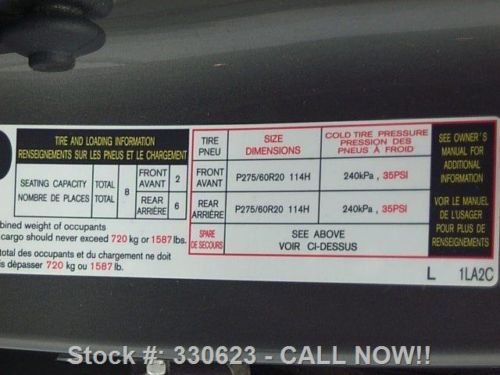 TIRE AND LOADING INFORMATION
RENSEIGNEMENTS SUR LES PNEUS ET LE CHARGEMENT
SEATING CAPACITY
NOMBRE DE PLACES
TOTAL
TOTAL
8
FRONT
AVANT
2
REAR
ARRIÈRE
6
bined weight of occupants
cargo should never exceed 720 kg or 1587 lbs.
total des occupants et du chargement ne doit
is dépasser 720 kg ou 1587 lb.
TIRE
PNEU
SIZE
DIMENSIONS
COLD TIRE PRESSURE
PRESSION DES
PNEUS À FROID
FRONT
AVANT
P275/60R20 114H
240kPa , 35PSI
REAR
ARRIÈRE
P275/60R20 114H
240kPa , 35PSI
SPARE
DE SECOURS
SEE ABOVE
VOIR CI-DESSUS
SEE OWNER'S
MANUAL FOR
ADDITIONAL
INFORMATION
VOIR LE MANUEL
DE L'USAGER
POUR PLUS DE
RENSEIGNEMENTS
L 1LA2C
Stock #: 330623 - CALL NOW!!